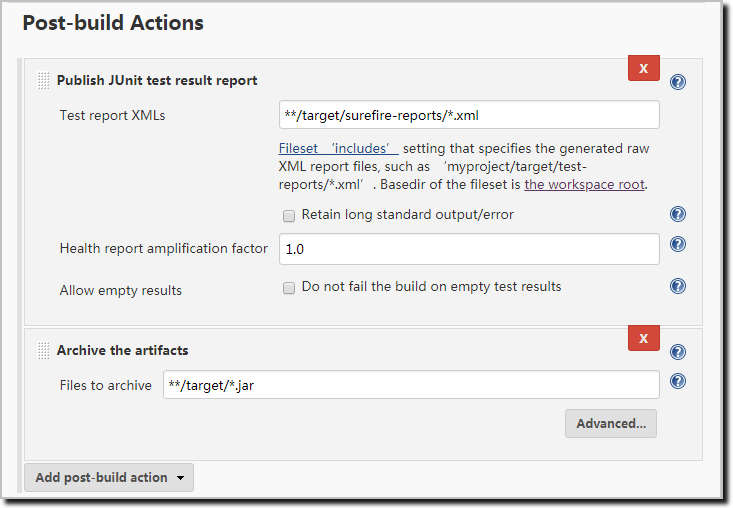 Post-build Actions
X
Publish JUnit test result report
Test report XMLs
**/target/surefire-reports/*.xml
Fileset ‘includes’ setting that specifies the generated raw
XML report files, such as ‘myproject/target/test-
reports/*.xml’. Basedir of the fileset is the workspace root.
Retain long standard output/error
Health report amplification factor
1.0
Allow empty results
Do not fail the build on empty test results
X
Archive the artifacts
Files to archive
**/target/*.jar
Advanced...
Add post-build action